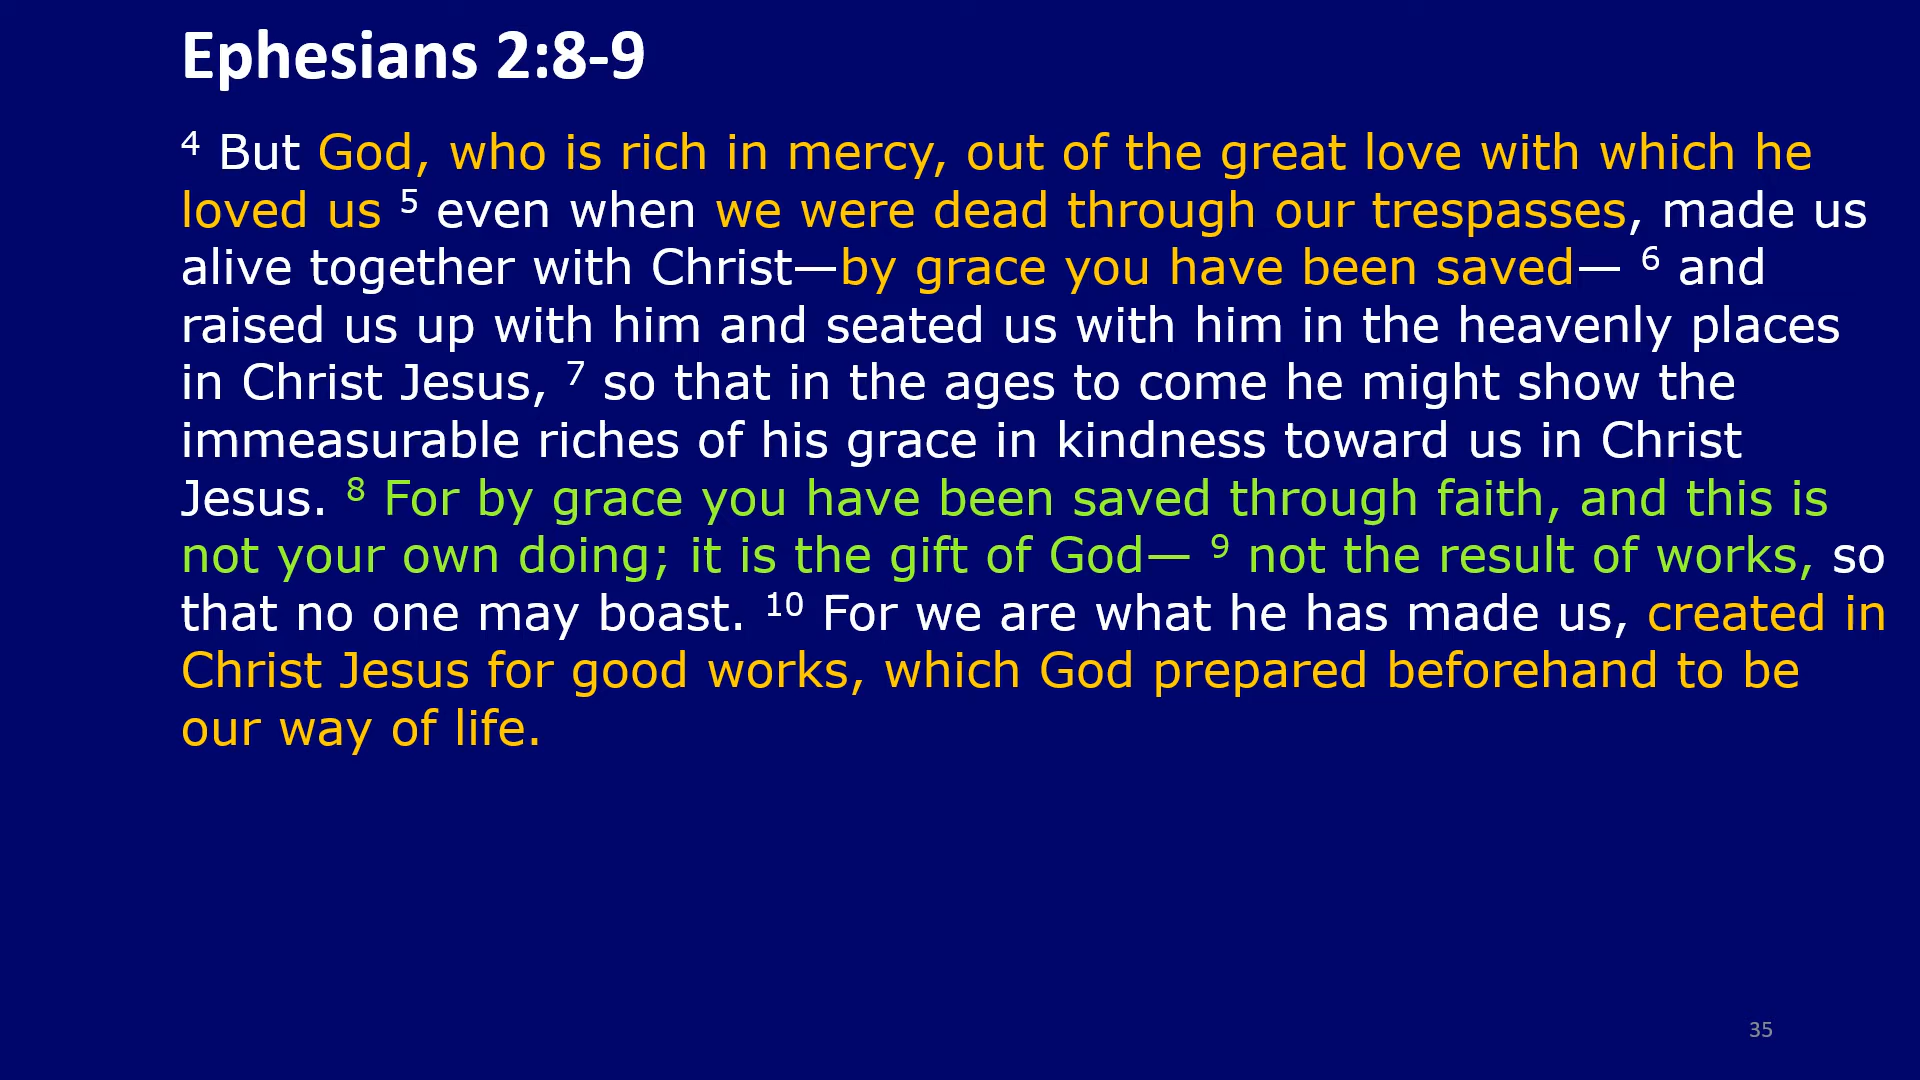 Ephesians 2:8-9
⁴ But God, who is rich in mercy, out of the great love with which he
loved us ⁵ even when we were dead through our trespasses, made us
alive together with Christ—by grace you have been saved— ⁶ and
raised us up with him and seated us with him in the heavenly places
in Christ Jesus, ⁷ so that in the ages to come he might show the
immeasurable riches of his grace in kindness toward us in Christ
Jesus. ⁸ For by grace you have been saved through faith, and this is
not your own doing; it is the gift of God— ⁹ not the result of works, so
that no one may boast. ¹⁰ For we are what he has made us, created in
Christ Jesus for good works, which God prepared beforehand to be
our way of life.
35